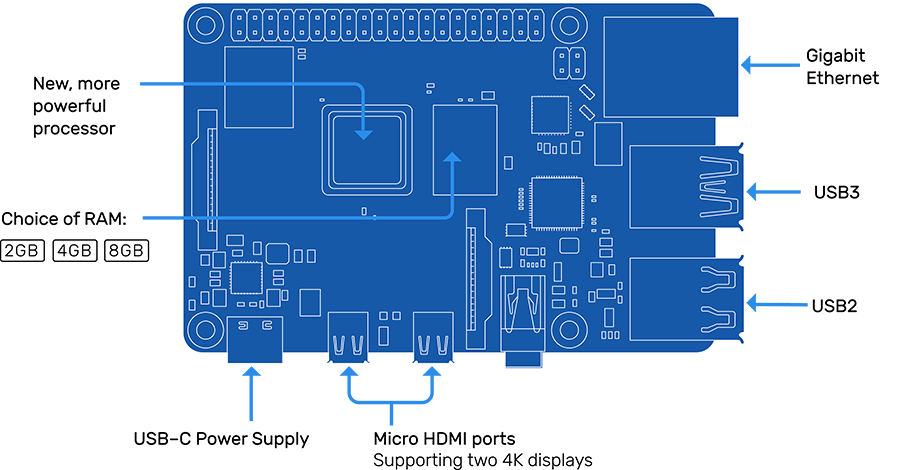 New, more
powerful
processor
Gigabit
Ethernet
USB3
Choice of RAM:
2GB 4GB 8GB
USB2
USB-C Power Supply
Micro HDMI ports
Supporting two 4K displays